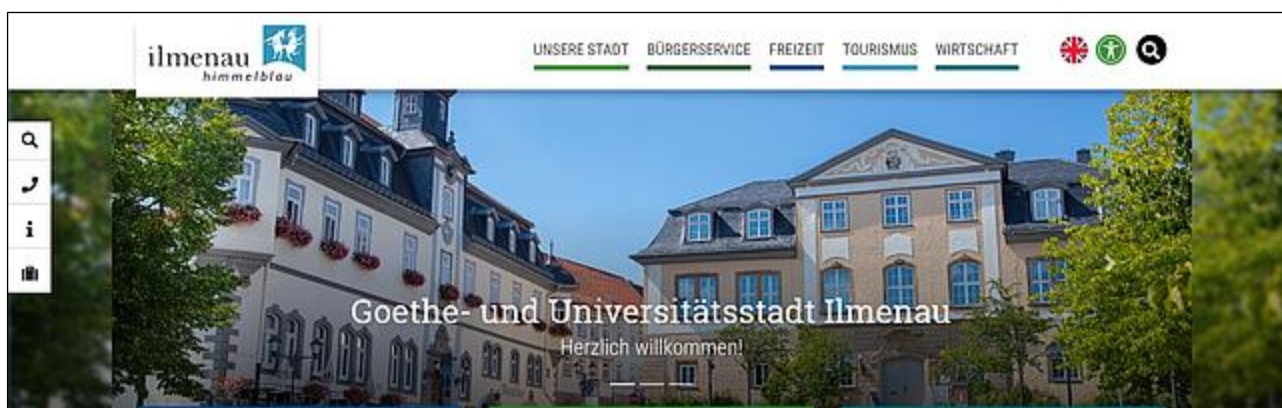 ilmenau
himmelblau
UNSERE STADT BÜRGERSERVICE FREIZEIT TOURISMUS WIRTSCHAFT
Goethe- und Universitätsstadt Ilmenau
Herzlich willkommen!